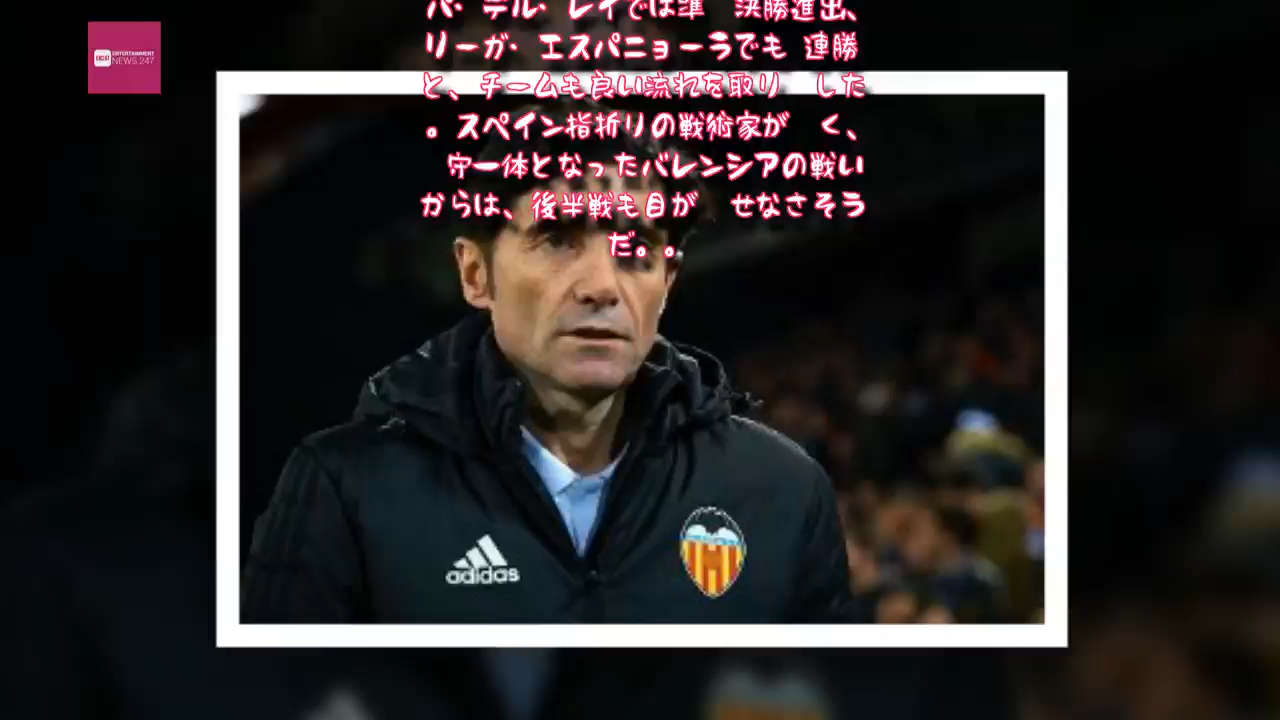 ENTERTAINMENT
NEWS.247
パ・デル・レイでは準 決勝進出、
リーガ・エスパニョーラでも 連勝
と、チームも良い流れを取り した
。スペイン指折りの戦術家が く、
守一体となったバレンシアの戦い
からは、後半戦も目が せなさそう
だ。。
adidas